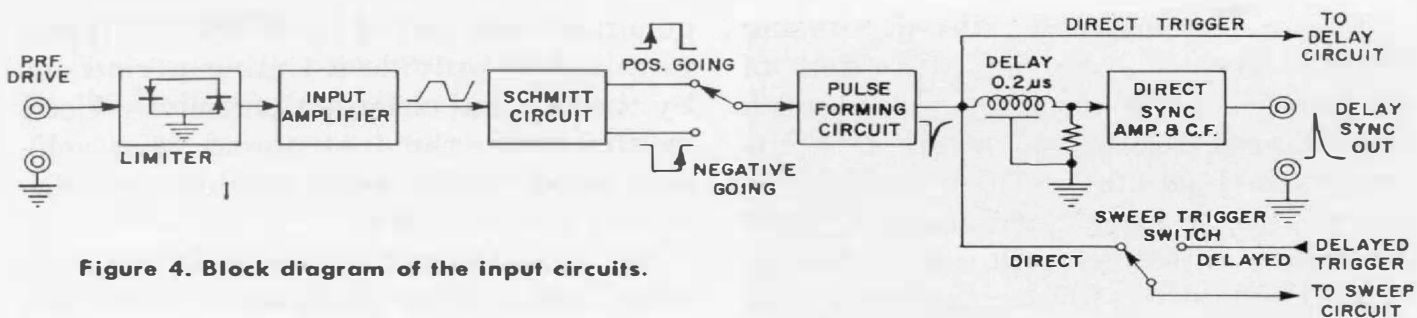 PRF.
DRIVE
LIMITER
INPUT
AMPLIFIER
SCHMITT
CIRCUIT
POS. GOING
NEGATIVE
GOING
PULSE
FORMING
CIRCUIT
DIRECT TRIGGER
TO
DELAY
CIRCUIT
DELAY
0.2µs
DIRECT
SYNC
AMP. & C.F.
DELAY
SYNC
OUT
SWEEP TRIGGER
SWITCH
DIRECT
DELAYED
DELAYED
TRIGGER
TO SWEEP
CIRCUIT
Figure 4. Block diagram of the input circuits.